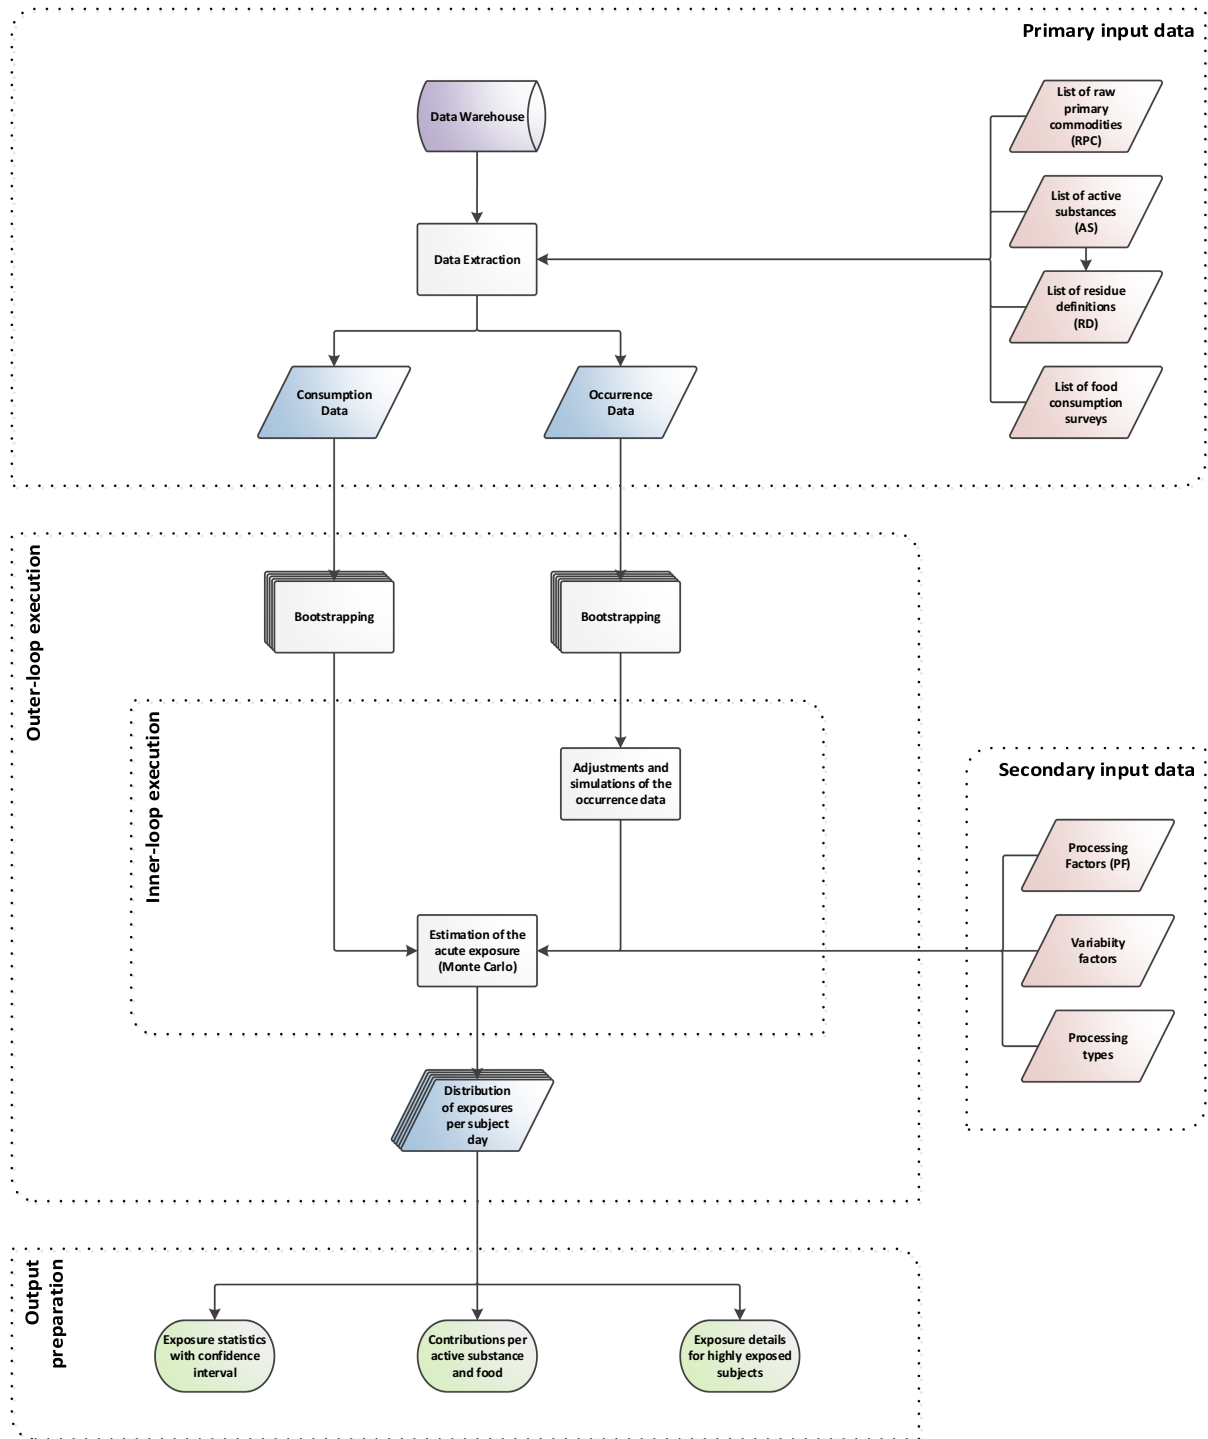 Primary input data
Data Warehouse
List of raw
primary
commodities
(RPC)
List of active
substances
(AS)
Data Extraction
List of residue
definitions
(RD)
Consumption
Data
Occurrence
Data
List of food
consumption
surveys
Outer-loop execution
Bootstrapping
Bootstrapping
Inner-loop execution
Adjustments and
simulations of the
occurrence data
Secondary input data
Processing
Factors (PF)
Estimation of the
acute exposure
(Monte Carlo)
Variabiity
factors
Processing
types
Distribution
of exposures
per subject
day
Output
preparation
Exposure statistics
with confidence
interval
Contributions per
active substance
and food
Exposure details
for highly exposed
subjects